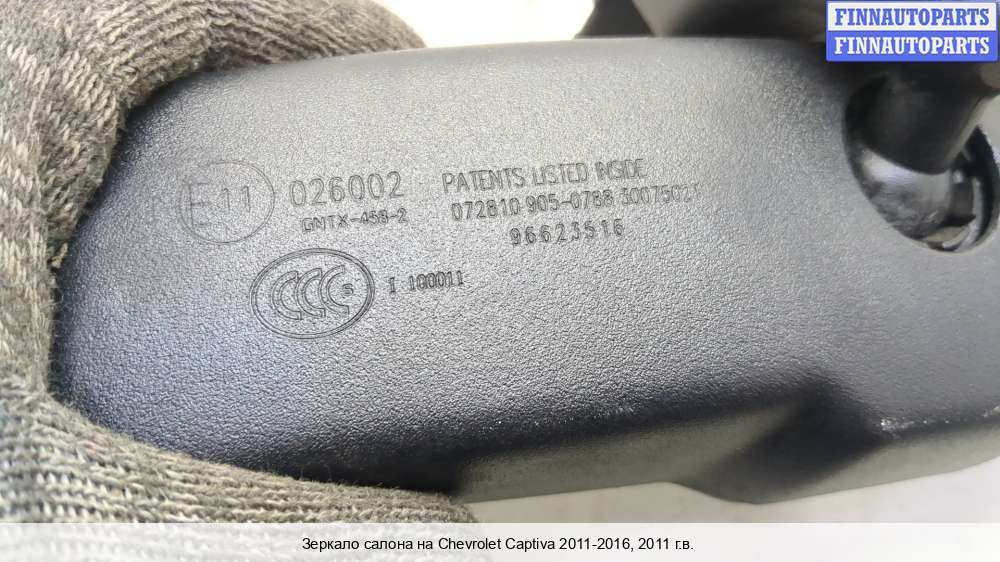 FINNAUTOPARTS
FINNAUTOPARTS
E11 026002 PATENTS LISTED INSIDE
GNTX-458-2 072810 905-0788 30075021
96623516
CCC S I 100011
Зеркало салона на Chevrolet Captiva 2011-2016, 2011 г.в.